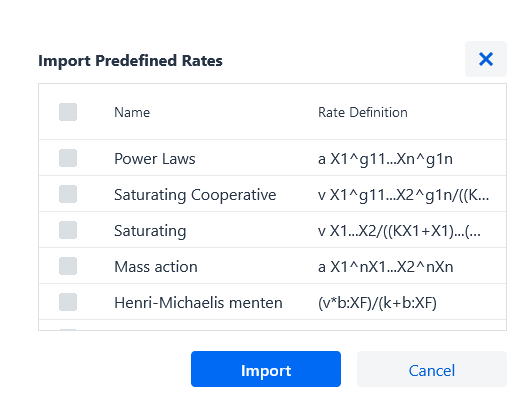 Import Predefined Rates
Name Rate Definition
Power Laws a X1^g11...Xn^g1n
Saturating Cooperative v X1^g11...X2^g1n/((K...
Saturating v X1...X2/((KX1+X1)...(...
Mass action a X1^nX1...X2^nXn
Henri-Michaelis menten (v*b:XF)/(k+b:XF)
Import Cancel